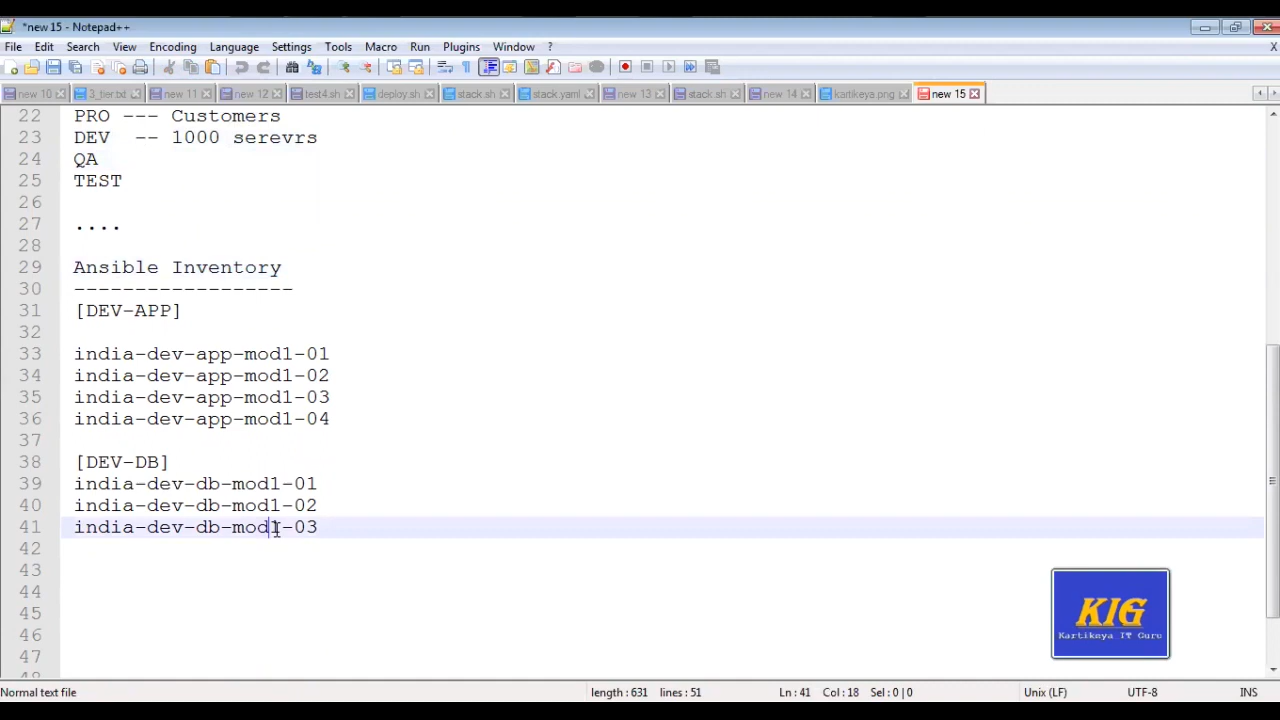 *new 15 - Notepad++
File Edit Search View Encoding Language Settings Tools Macro Run Plugins Window ? X
new 10 3_tier.txt new 11 new 12 test4.sh deploy.sh stack.sh stack.yaml new 13 stack.sh new 14 kartikeya.png new 15
22 PRO --- Customers
23 DEV -- 1000 serevrs
24 QA
25 TEST
26
27 ....
28
29 Ansible Inventory
30 ------------------
31 [DEV-APP]
32
33 india-dev-app-mod1-01
34 india-dev-app-mod1-02
35 india-dev-app-mod1-03
36 india-dev-app-mod1-04
37
38 [DEV-DB]
39 india-dev-db-mod1-01
40 india-dev-db-mod1-02
41 india-dev-db-mod1-03
42
43
44
45
46
47
48
KIG
Kartikeya IT Guru
Normal text file length : 631 lines : 51 Ln : 41 Col : 18 Sel : 0 | 0 Unix (LF) UTF-8 INS